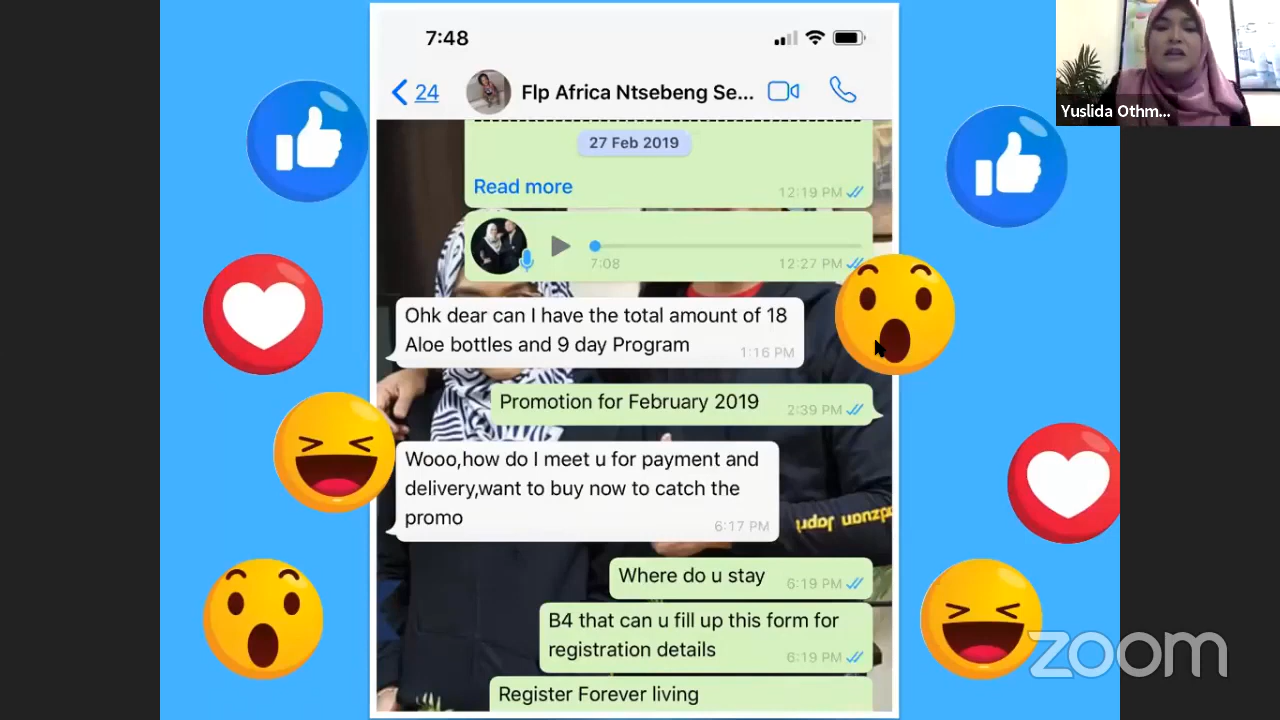 7:48
24
Flp Africa Ntsebeng Se...
Yuslida Othm...
27 Feb 2019
Read more
12:19 PM
7:08
12:27 PM
Ohk dear can I have the total amount of 18
Aloe bottles and 9 day Program
1:16 PM
Promotion for February 2019
2:39 PM
Wooo,how do I meet u for payment and
delivery,want to buy now to catch the
promo
6:17 PM
Where do u stay
6:19 PM
B4 that can u fill up this form for
registration details
6:19 PM
Register Forever living
zoom